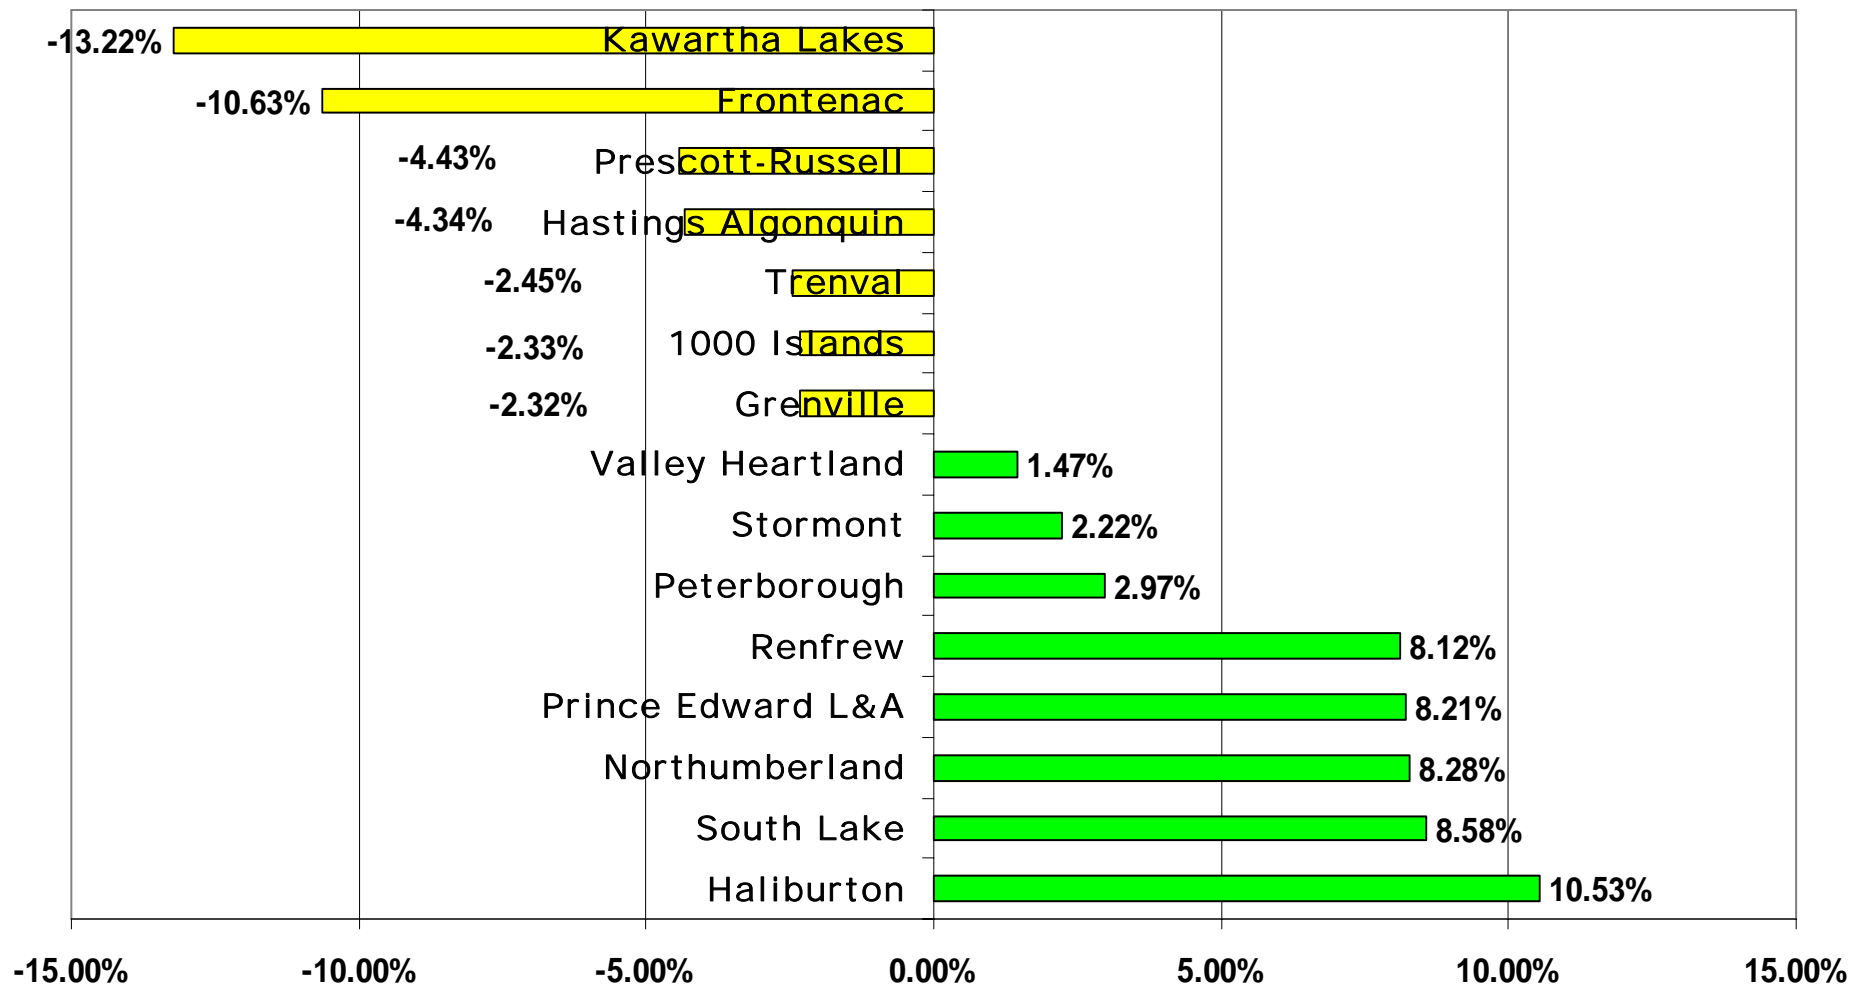 -13.22% Kawartha Lakes
-10.63% Frontenac
-4.43% Prescott-Russell
-4.34% Hastings Algonquin
-2.45% Trenval
-2.33% 1000 Islands
-2.32% Grenville
Valley Heartland 1.47%
Stormont 2.22%
Peterborough 2.97%
Renfrew 8.12%
Prince Edward L&A 8.21%
Northumberland 8.28%
South Lake 8.58%
Haliburton 10.53%
-15.00% -10.00% -5.00% 0.00% 5.00% 10.00% 15.00%